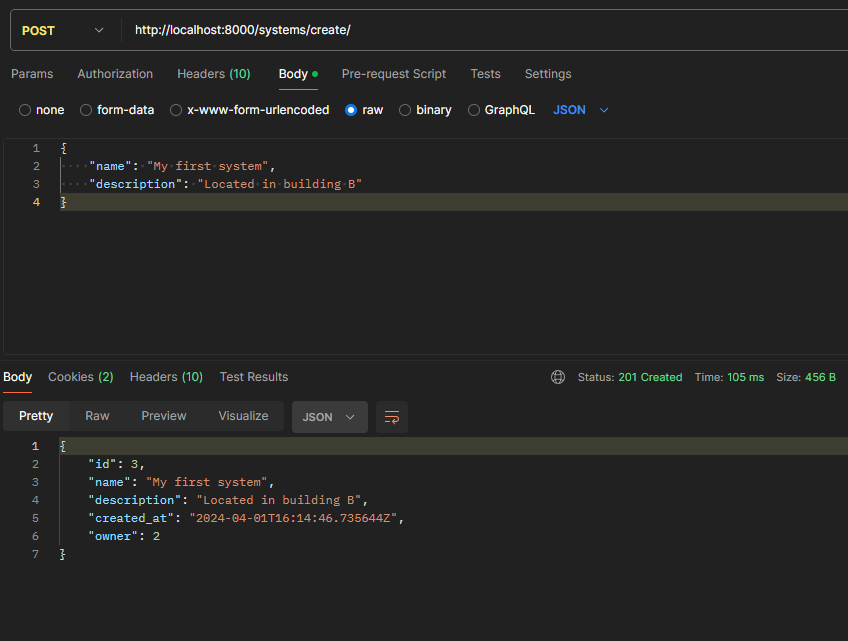 POST http://localhost:8000/systems/create/
Params Authorization Headers (10) Body Pre-request Script Tests Settings
none form-data x-www-form-urlencoded raw binary GraphQL JSON
1 {
2 "name": "My first system",
3 "description": "Located in building B"
4 }
Body Cookies (2) Headers (10) Test Results Status: 201 Created Time: 105 ms Size: 456 B
Pretty Raw Preview Visualize JSON
1 {
2 "id": 3,
3 "name": "My first system",
4 "description": "Located in building B",
5 "created_at": "2024-04-01T16:14:46.735644Z",
6 "owner": 2
7 }